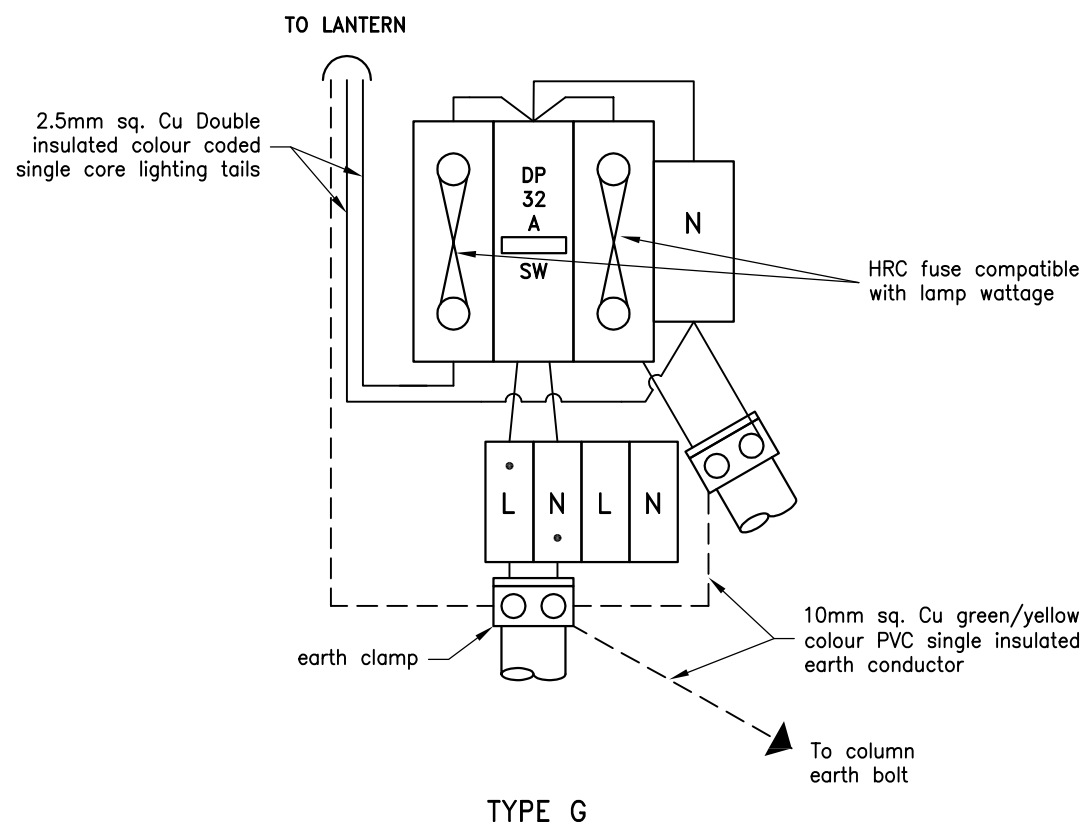 TO LANTERN
2.5mm sq. Cu Double
insulated colour coded
single core lighting tails
DP
32
A
SW
N
HRC fuse compatible
with lamp wattage
L
N
L
N
earth clamp
10mm sq. Cu green/yellow
colour PVC single insulated
earth conductor
To column
earth bolt
TYPE G